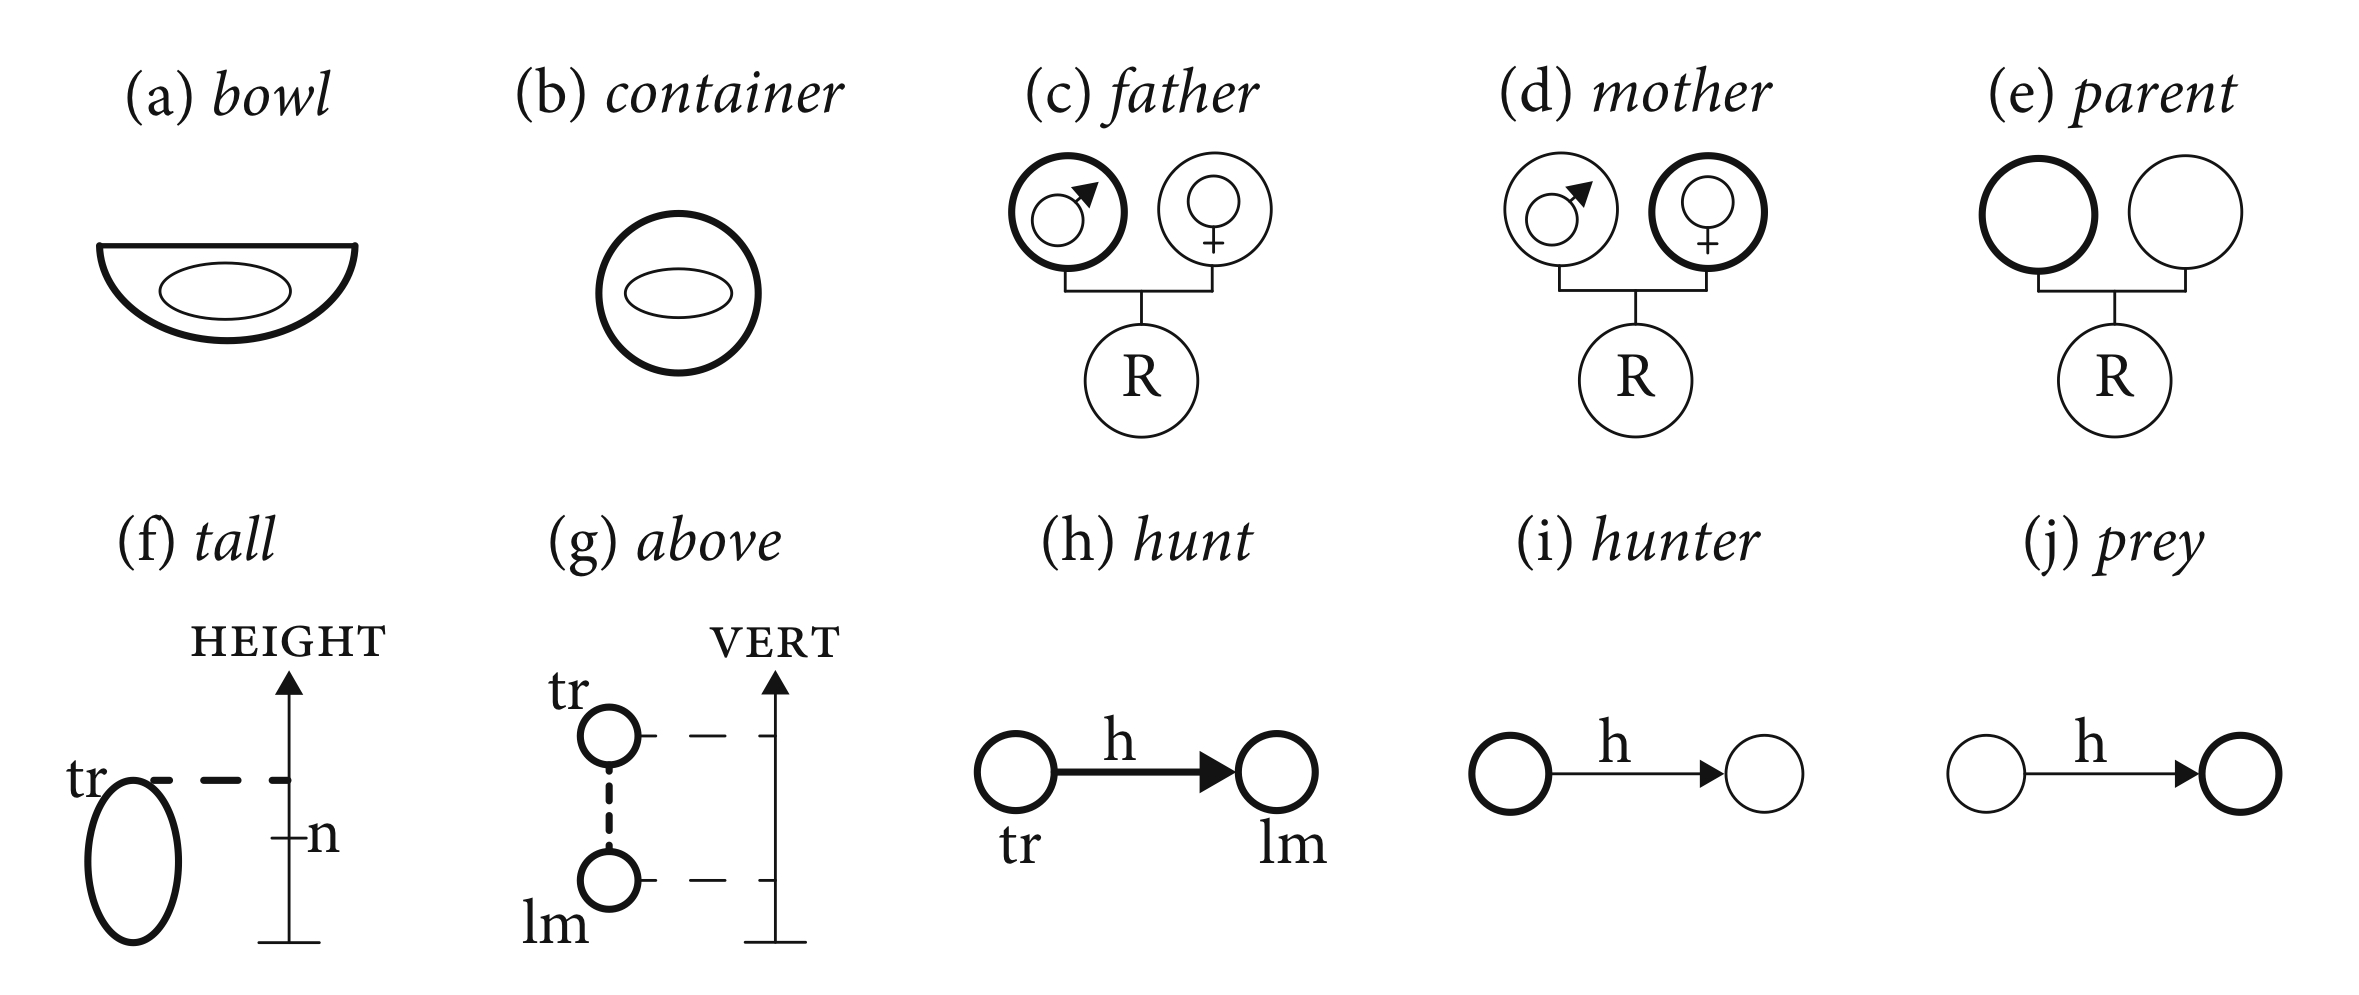 (a) bowl
(b) container
(c) father
(d) mother
(e) parent
♂ ♀
♂ ♀
R
R
R
(f) tall
(g) above
(h) hunt
(i) hunter
(j) prey
HEIGHT
tr
n
VERT
tr
lm
h
tr
lm
h
h